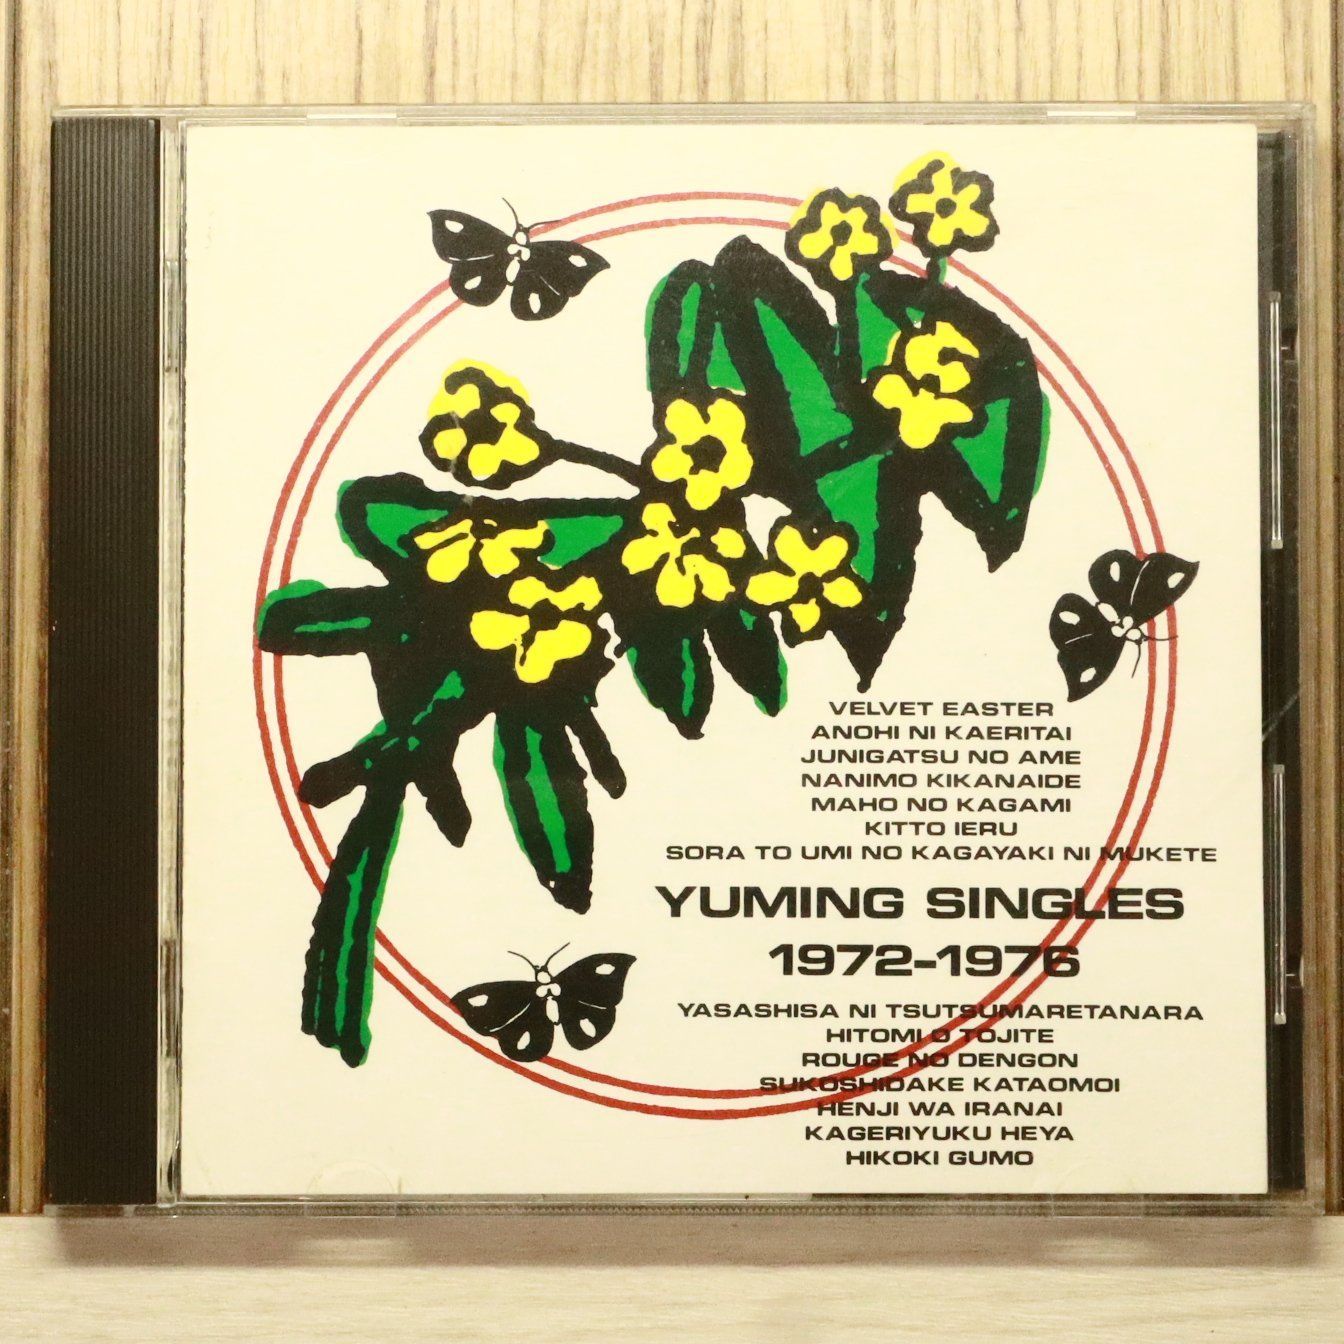 VELVET EASTER
ANOHI NI KAERITAI
JUNIGATSU NO AME
NANIMO KIKANAIDE
MAHO NO KAGAMI
KITTO IERU
SORA TO UMI NO KAGAYAKI NI MUKETE
YUMING SINGLES
1972-1976
YASASHISA NI TSUTSUMARETANARA
HITOMI O TOJITE
ROUGE NO DENGON
SUKOSHIDAKE KATAOMOI
HENJI WA IRANAI
KAGERIYUKU HEYA
HIKOKI GUMO